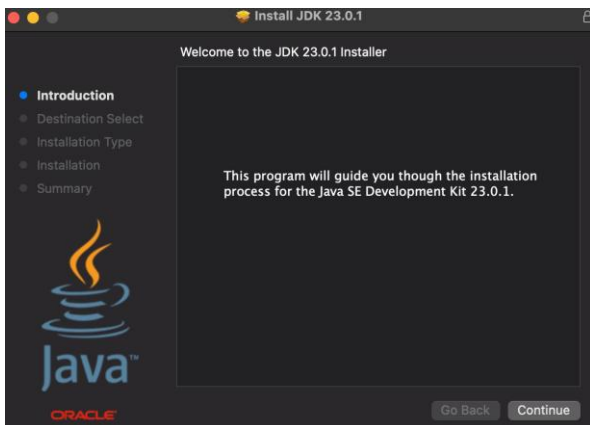 Install JDK 23.0.1
Welcome to the JDK 23.0.1 Installer
Introduction
Destination Select
Installation Type
Installation
Summary
This program will guide you though the installation
process for the Java SE Development Kit 23.0.1.
Java™
ORACLE
Go Back
Continue